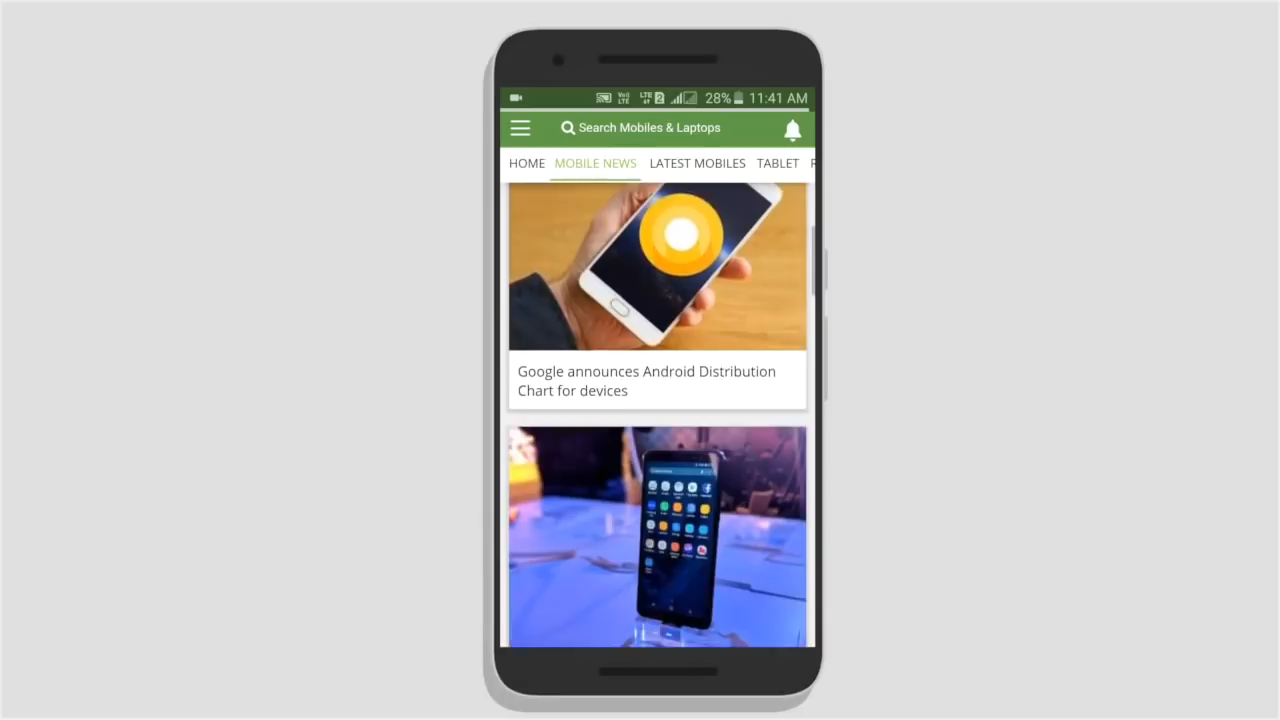 28% 11:41 AM
Search Mobiles & Laptops
HOME MOBILE NEWS LATEST MOBILES TABLET
Google announces Android Distribution
Chart for devices